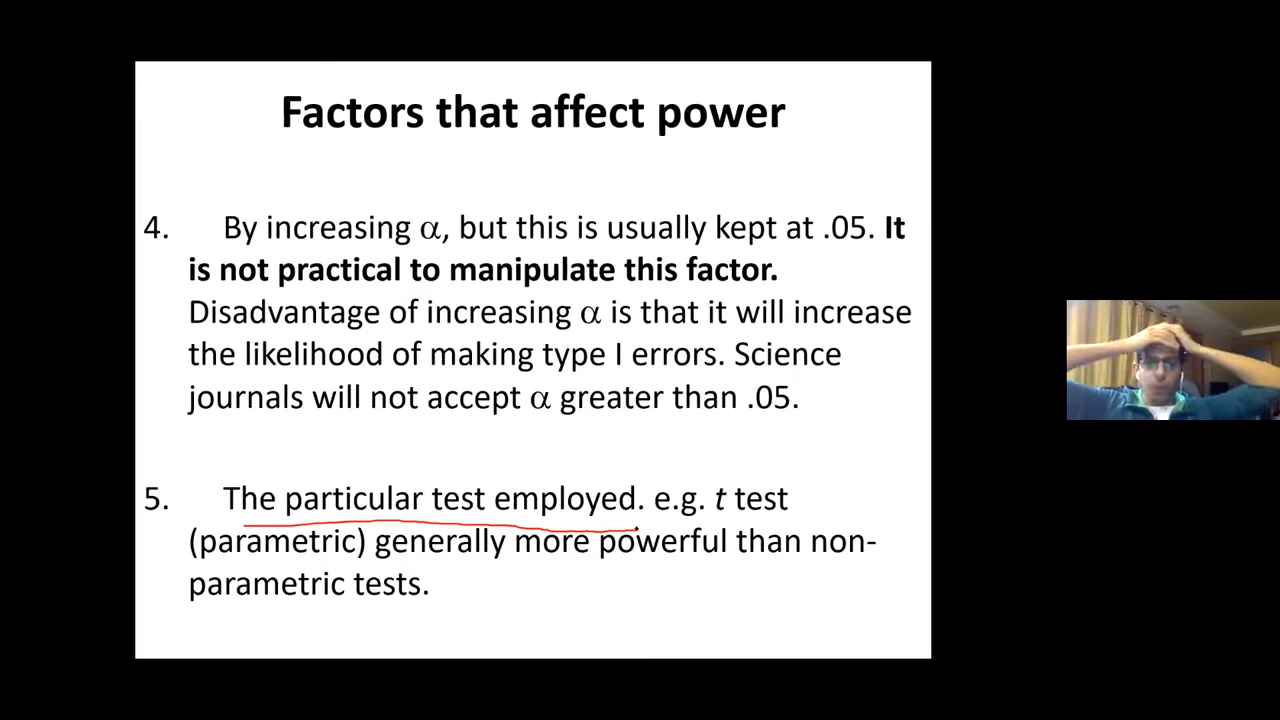 Factors that affect power
4. By increasing α, but this is usually kept at .05. It
is not practical to manipulate this factor.
Disadvantage of increasing α is that it will increase
the likelihood of making type I errors. Science
journals will not accept α greater than .05.
5. The particular test employed. e.g. t test
(parametric) generally more powerful than non-
parametric tests.